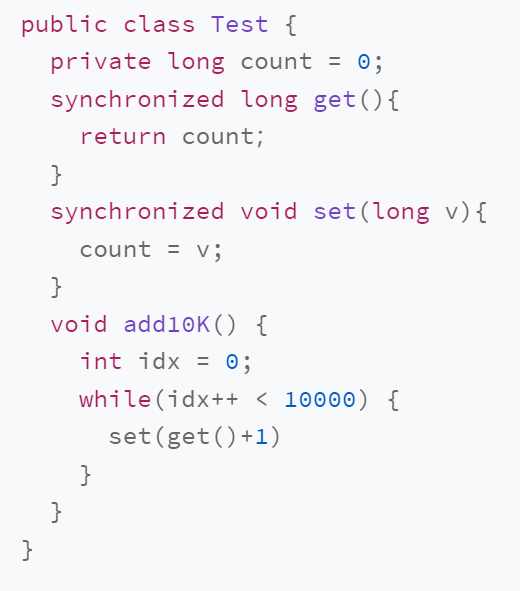 public class Test {
  private long count = 0;
  synchronized long get(){
    return count；
  }
  synchronized void set(long v){
    count = v;
  }
  void add10K() {
    int idx = 0;
    while(idx++ < 10000) {
      set(get()+1)
    }
  }
}